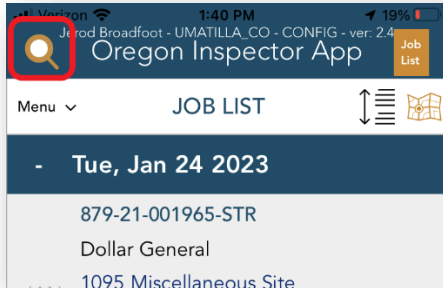 Verizon 1:40 PM 19%
Jerod Broadfoot - UMATILLA_CO - CONFIG - ver: 2.4
Oregon Inspector App
Job
List
Menu JOB LIST
- Tue, Jan 24 2023
879-21-001965-STR
Dollar General
1095 Miscellaneous Site